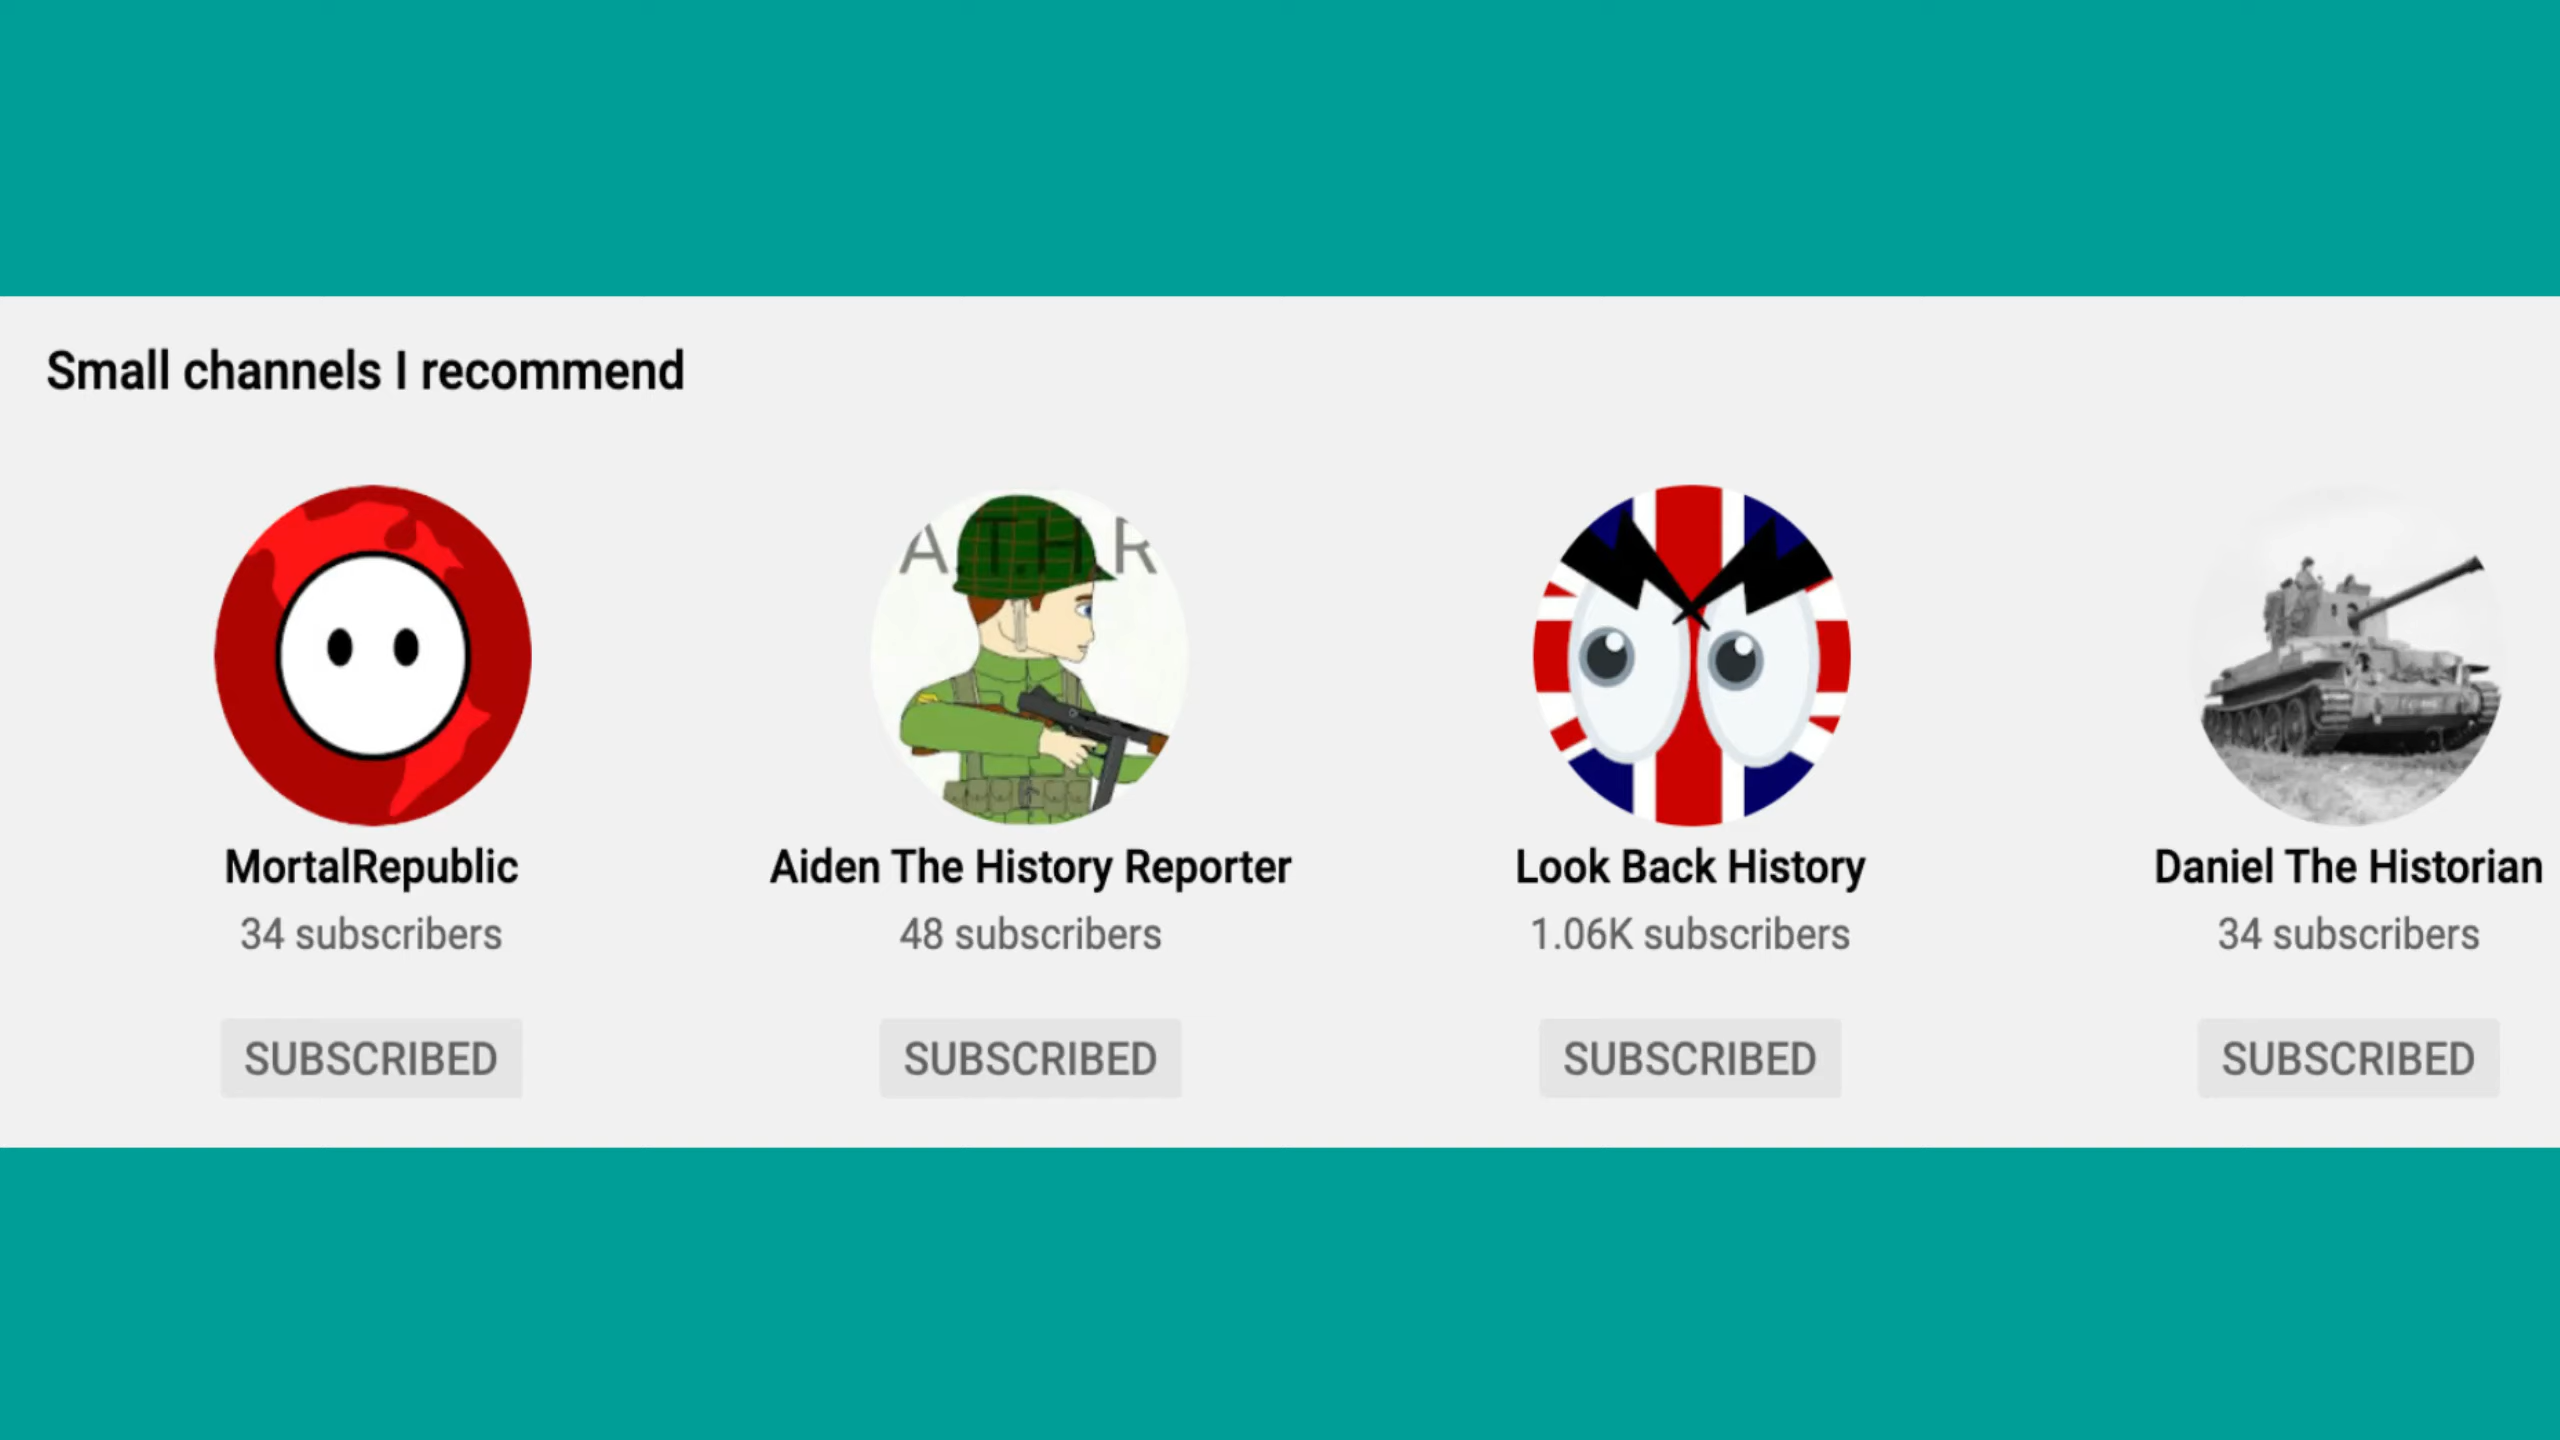 Small channels I recommend
A.T.H.R
MortalRepublic
Aiden The History Reporter
Look Back History
Daniel The Historian
34 subscribers
48 subscribers
1.06K subscribers
34 subscribers
SUBSCRIBED
SUBSCRIBED
SUBSCRIBED
SUBSCRIBED